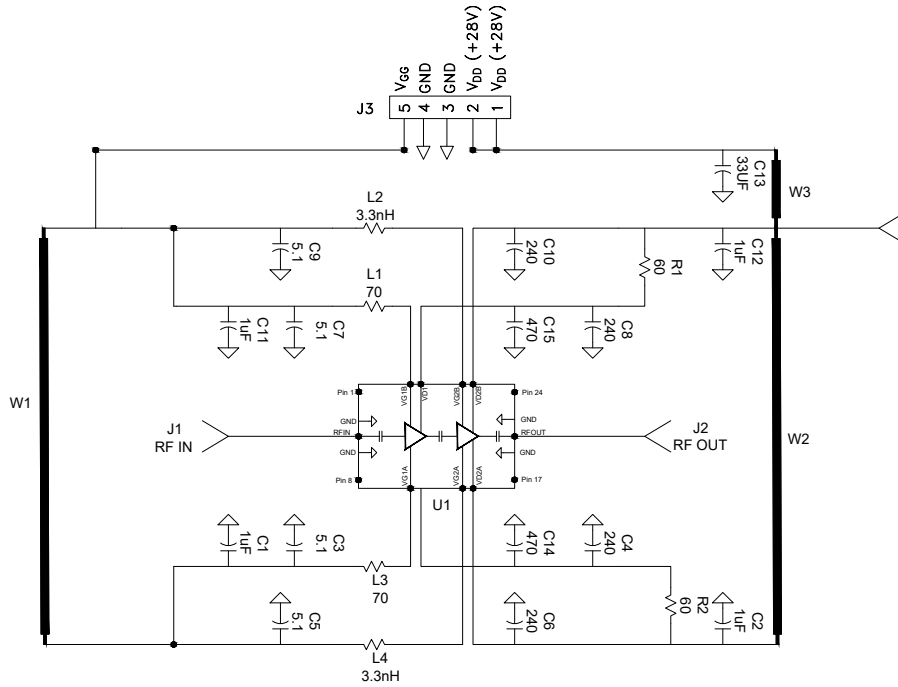 VGG
GND
GND
VDD (+28V)
VDD (+28V)
J3
5
4
3
2
1
C13
33UF
W3
L2
3.3nH
C9
5.1
C10
240
R1
60
C12
1uF
L1
70
C11
1uF
C7
5.1
C15
470
C8
240
W1
Pin 1
VG1B
VD1
VG2B
VD2B
Pin 24
GND
GND
J1
RF IN
RFIN
RFOUT
J2
RF OUT
W2
GND
GND
Pin 8
VG1A
VG2A
VD2A
Pin 17
U1
C1
1uF
C3
5.1
C14
470
C4
240
L3
70
C5
5.1
C6
240
R2
60
C2
1uF
L4
3.3nH